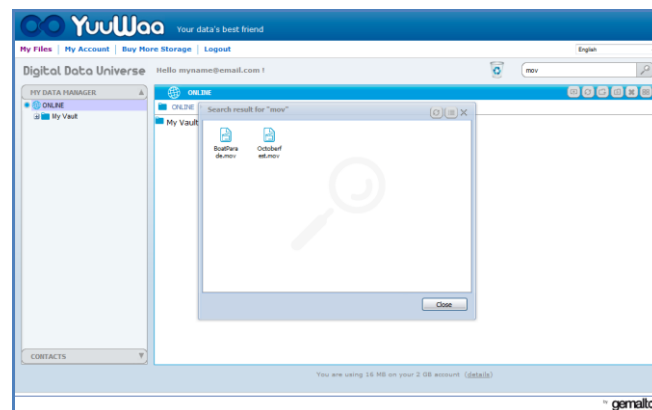 YuuWaa Your data's best friend
My Files | My Account | Buy More Storage | Logout
English
Digital Data Universe Hello myname@email.com !
mov
MY DATA MANAGER
ONLINE
ONLINE
My Vault
ONLINE
My Vault
Search result for "mov"
BoatPara
de.mov
Octoberf
est.mov
Close
CONTACTS
You are using 16 MB on your 2 GB account (details)
gemalto